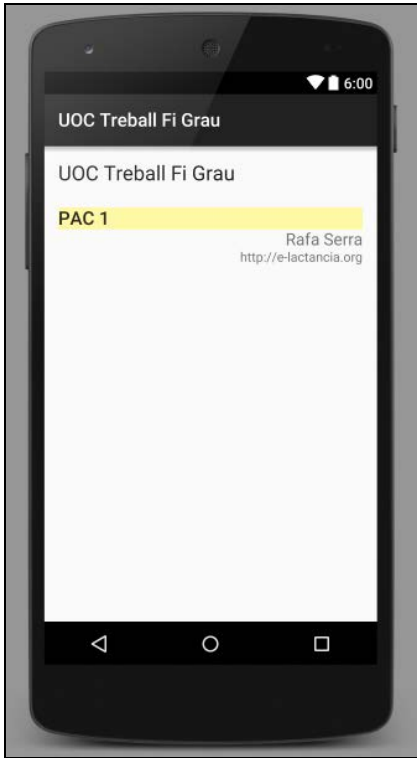 6:00
UOC Treball Fi Grau
UOC Treball Fi Grau
PAC 1
Rafa Serra
http://e-lactancia.org